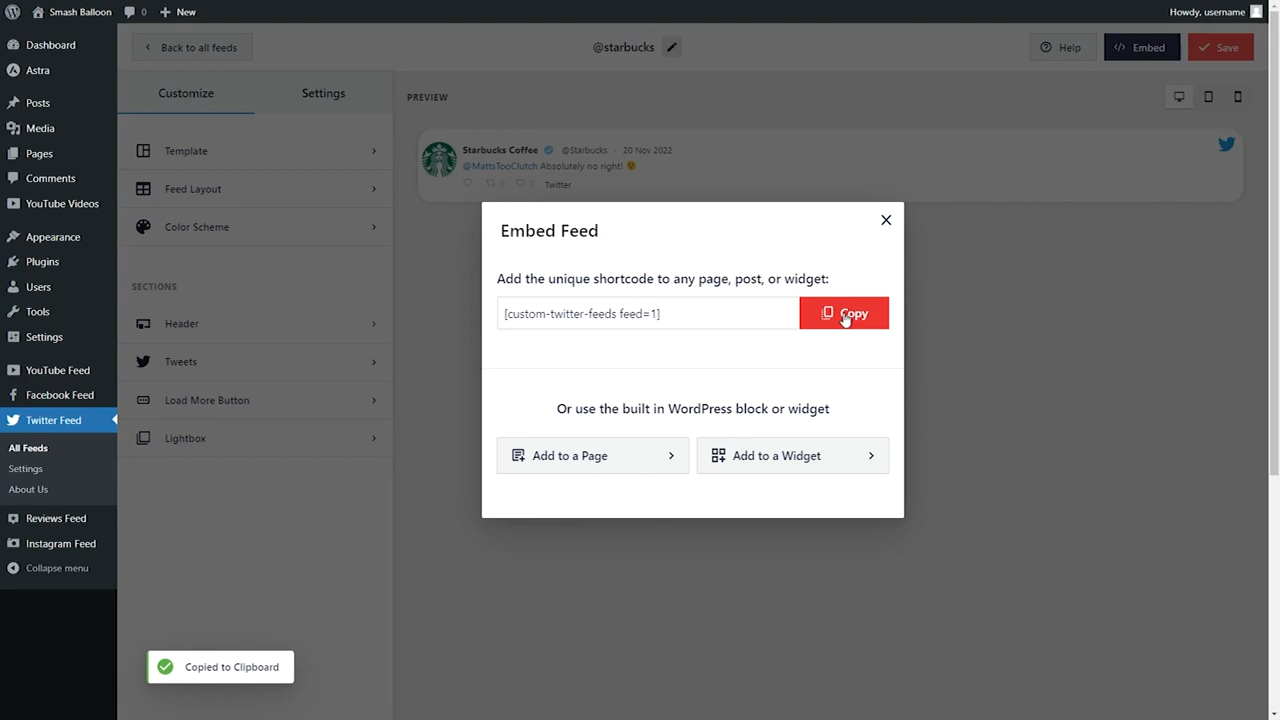 Smash Balloon
0
New
Howdy, username
Dashboard
Astra
Posts
Media
Pages
Comments
YouTube Videos
Appearance
Plugins
Users
Tools
Settings
YouTube Feed
Facebook Feed
Twitter Feed
All Feeds
Settings
About Us
Reviews Feed
Instagram Feed
Collapse menu
Back to all feeds
@starbucks
Help
Embed
Save
Customize
Settings
Template
Feed Layout
Color Scheme
SECTIONS
Header
Tweets
Load More Button
Lightbox
PREVIEW
Starbucks Coffee @Starbucks · 20 Nov 2022
@MattsTooClutch Absolutely no right! 😉
0 0 Twitter
Embed Feed
Add the unique shortcode to any page, post, or widget:
[custom-twitter-feeds feed=1]
Copy
Or use the built in WordPress block or widget
Add to a Page
Add to a Widget
Copied to Clipboard